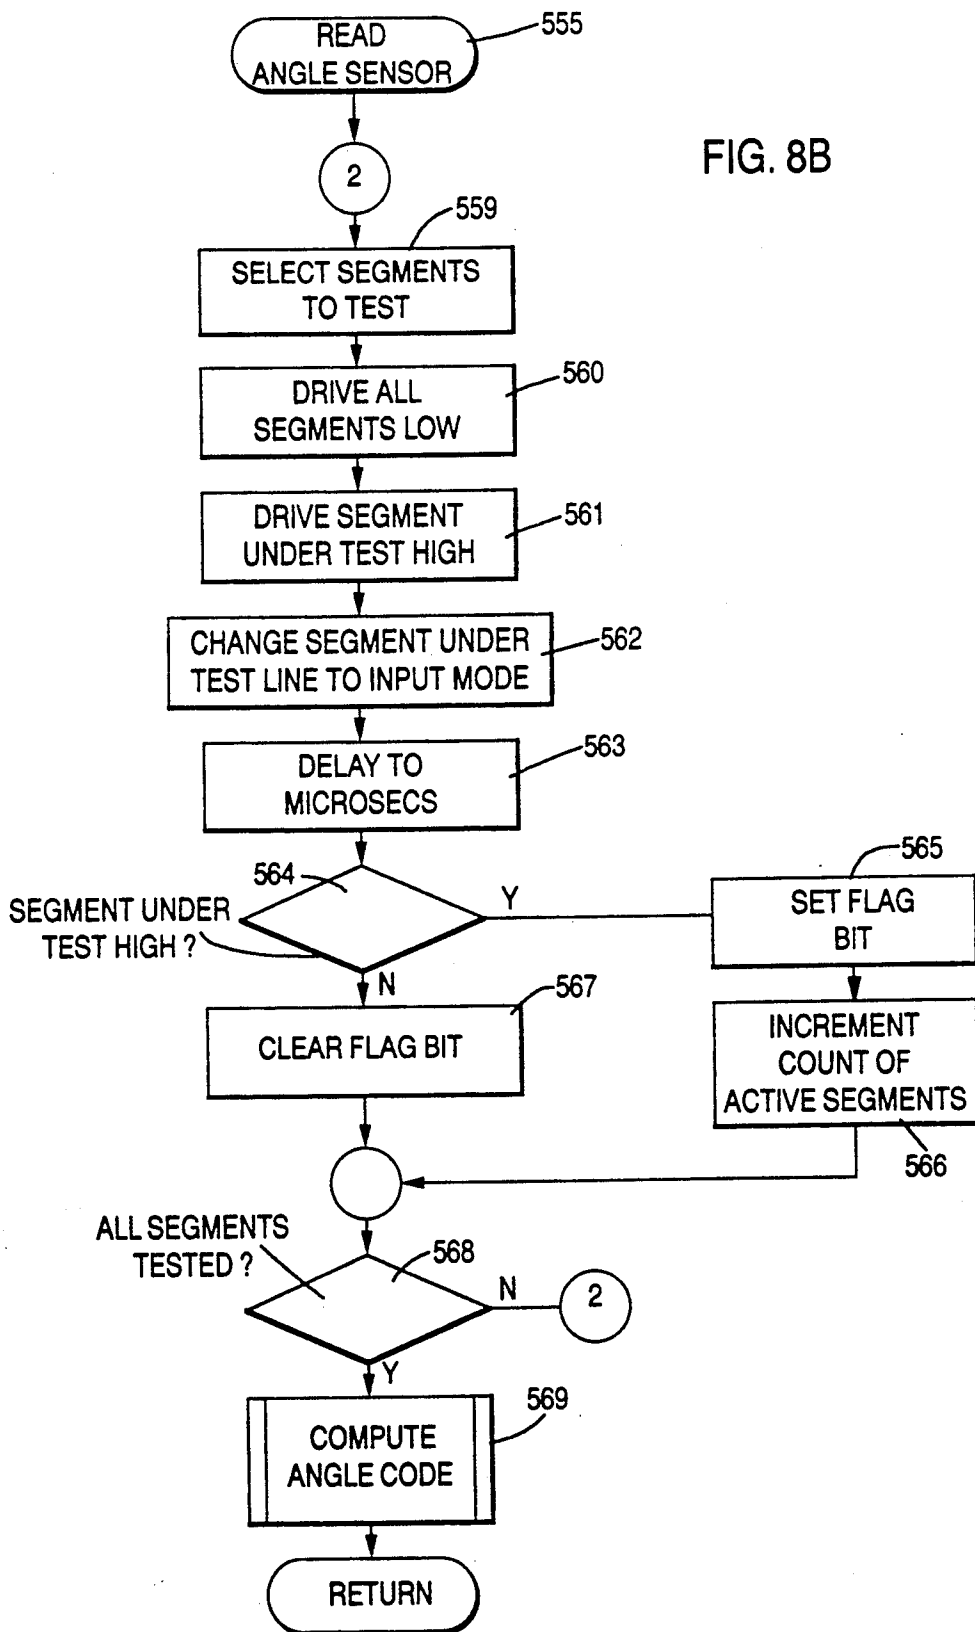 READ
ANGLE SENSOR
555
FIG. 8B
2
559
SELECT SEGMENTS
TO TEST
560
DRIVE ALL
SEGMENTS LOW
561
DRIVE SEGMENT
UNDER TEST HIGH
562
CHANGE SEGMENT UNDER
TEST LINE TO INPUT MODE
563
DELAY TO
MICROSECS
564
SEGMENT UNDER
TEST HIGH ?
Y
N
565
SET FLAG
BIT
567
CLEAR FLAG BIT
INCREMENT
COUNT OF
ACTIVE SEGMENTS
566
ALL SEGMENTS
TESTED ?
568
N
2
Y
569
COMPUTE
ANGLE CODE
RETURN